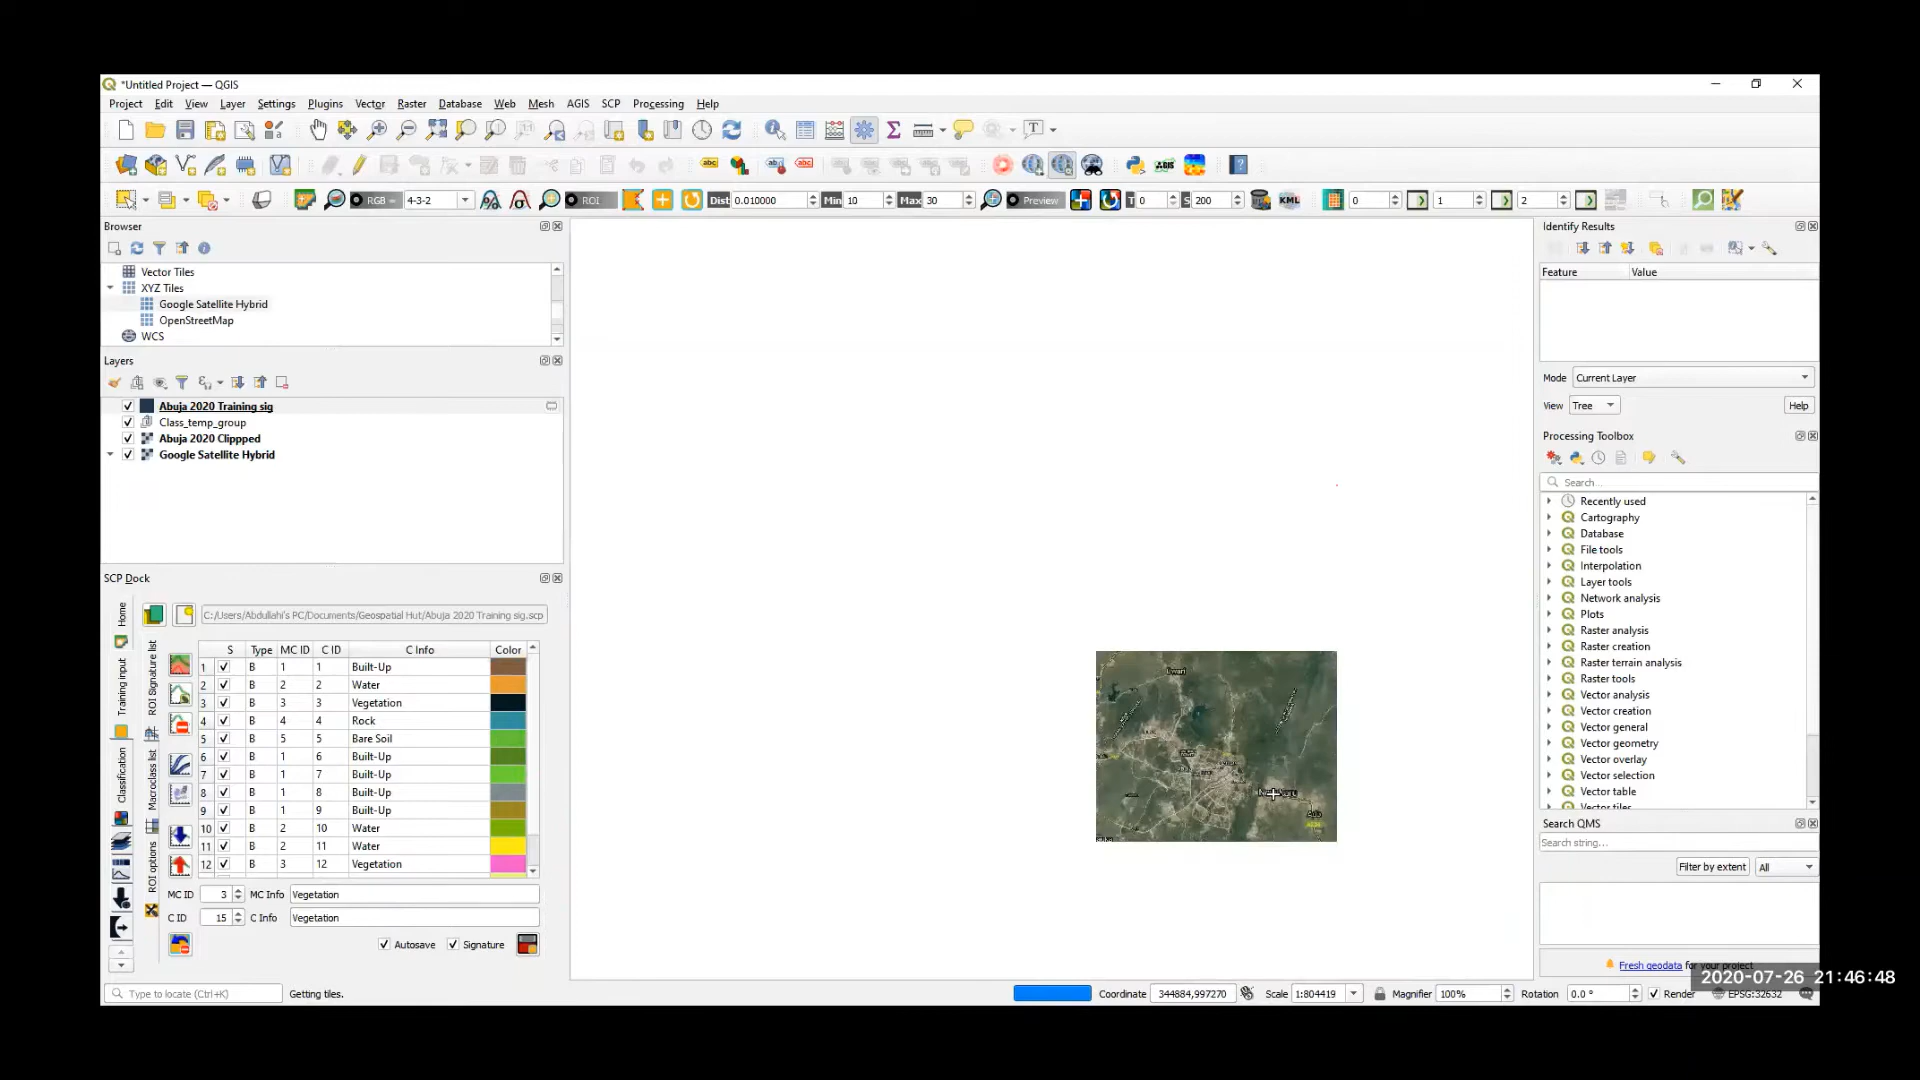 *Untitled Project — QGIS
Project Edit View Layer Settings Plugins Vector Raster Database Web Mesh AGIS SCP Processing Help
RGB = 4-3-2 ROI Dist 0.010000 Min 10 Max 30 Preview T 0 S 200 KML 0 1 2
Browser
Vector Tiles
XYZ Tiles
Google Satellite Hybrid
OpenStreetMap
WCS
Layers
Abuja 2020 Training sig
Class_temp_group
Abuja 2020 Clippped
Google Satellite Hybrid
SCP Dock
Home
Training input
Classification
ROI Signature list
Macroclass list
ROI options
C:/Users/Abdullahi's PC/Documents/Geospatial Hut/Abuja 2020 Training sig.scp
S Type MC ID C ID C Info Color
1 B 1 1 Built-Up
2 B 2 2 Water
3 B 3 3 Vegetation
4 B 4 4 Rock
5 B 5 5 Bare Soil
6 B 1 6 Built-Up
7 B 1 7 Built-Up
8 B 1 8 Built-Up
9 B 1 9 Built-Up
10 B 2 10 Water
11 B 2 11 Water
12 B 3 12 Vegetation
MC ID 3 MC Info Vegetation
C ID 15 C Info Vegetation
Autosave Signature
Identify Results
Feature Value
Mode Current Layer
View Tree Help
Processing Toolbox
Search...
Recently used
Cartography
Database
File tools
Interpolation
Layer tools
Network analysis
Plots
Raster analysis
Raster creation
Raster terrain analysis
Raster tools
Vector analysis
Vector creation
Vector general
Vector geometry
Vector overlay
Vector selection
Vector table
Vector tiles
Search QMS
Search string...
Filter by extent All
Fresh geodata for your project
2020-07-26 21:46:48
Type to locate (Ctrl+K) Getting tiles. Coordinate 344884,997270 Scale 1:804419 Magnifier 100% Rotation 0.0 ° Render EPSG:32632